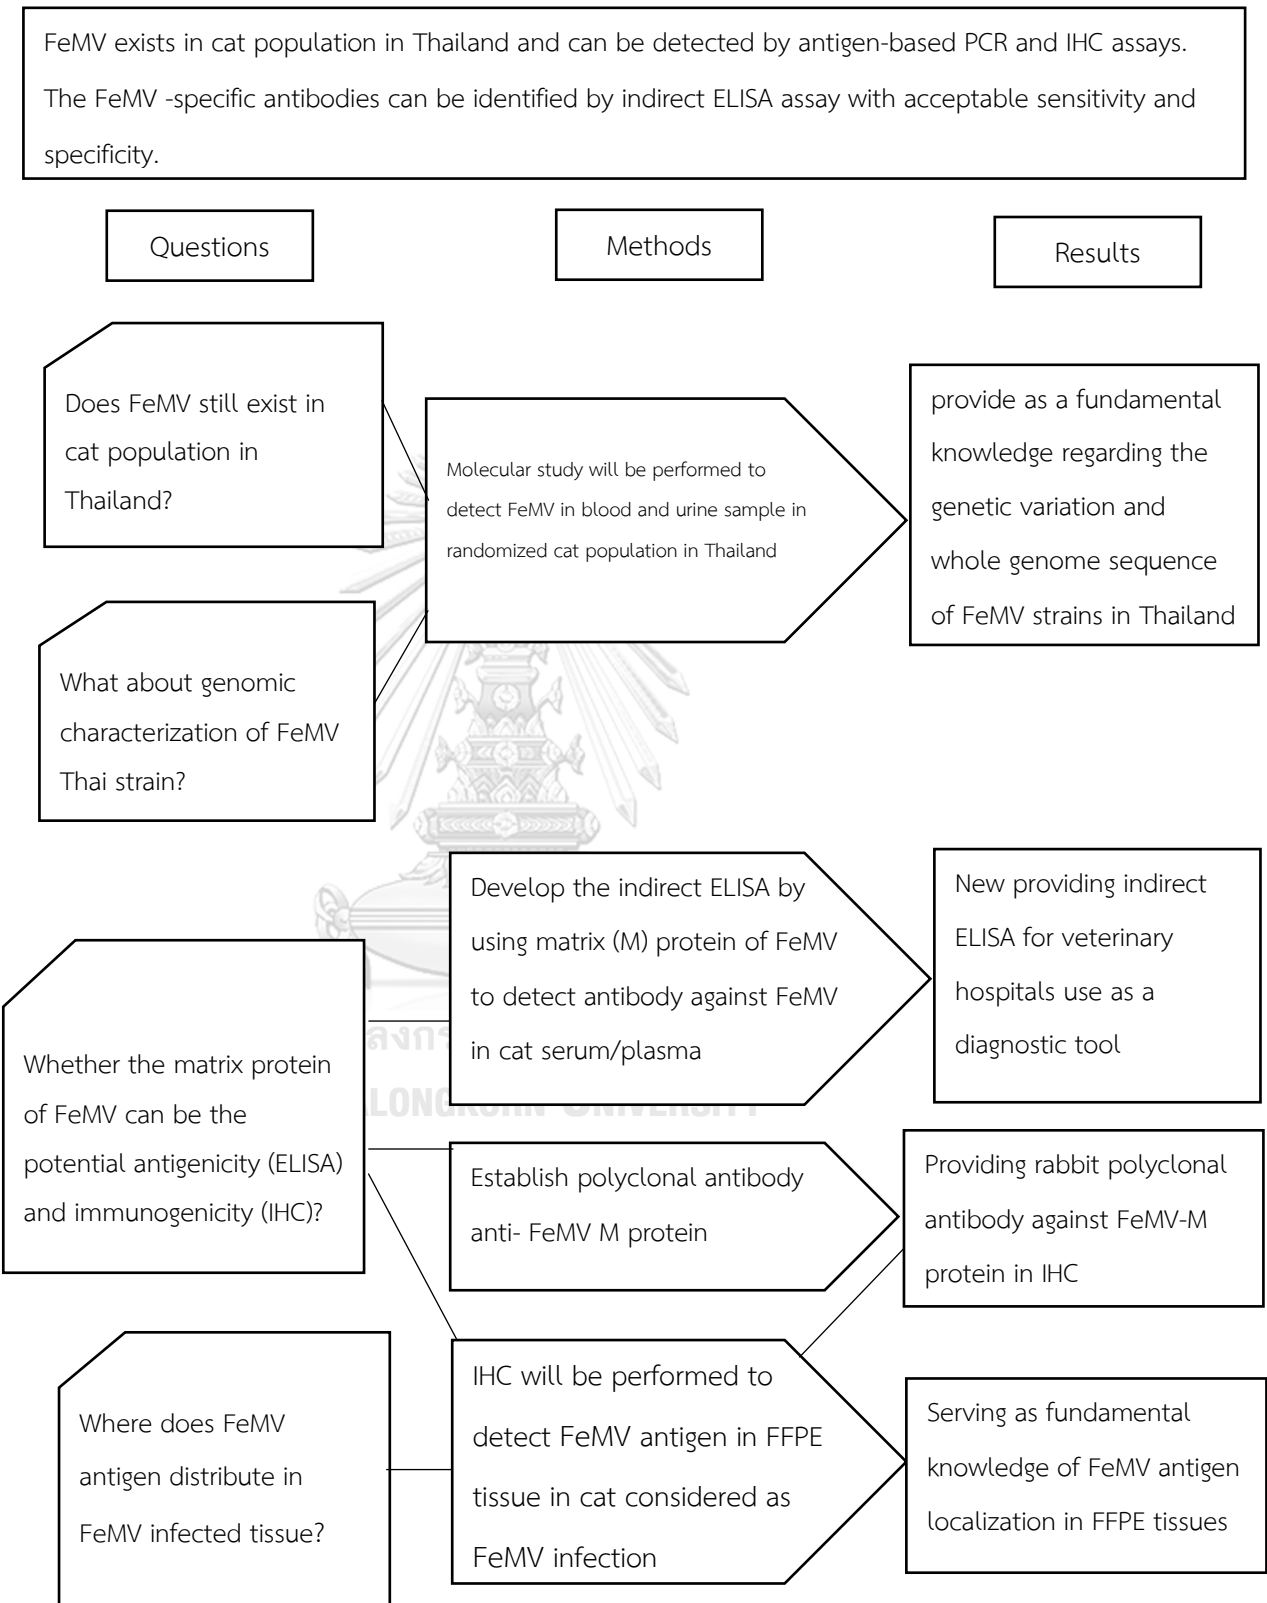 FeMV exists in cat population in Thailand and can be detected by antigen-based PCR and IHC assays.
The FeMV -specific antibodies can be identified by indirect ELISA assay with acceptable sensitivity and
specificity.
Questions
Methods
Results
Does FeMV still exist in
cat population in
Thailand?
Molecular study will be performed to
detect FeMV in blood and urine sample in
randomized cat population in Thailand
provide as a fundamental
knowledge regarding the
genetic variation and
whole genome sequence
of FeMV strains in Thailand
What about genomic
characterization of FeMV
Thai strain?
Develop the indirect ELISA by
using matrix (M) protein of FeMV
to detect antibody against FeMV
in cat serum/plasma
New providing indirect
ELISA for veterinary
hospitals use as a
diagnostic tool
Whether the matrix protein
of FeMV can be the
potential antigenicity (ELISA)
and immunogenicity (IHC)?
Establish polyclonal antibody
anti- FeMV M protein
Providing rabbit polyclonal
antibody against FeMV-M
protein in IHC
Where does FeMV
antigen distribute in
FeMV infected tissue?
IHC will be performed to
detect FeMV antigen in FFPE
tissue in cat considered as
FeMV infection
Serving as fundamental
knowledge of FeMV antigen
localization in FFPE tissues